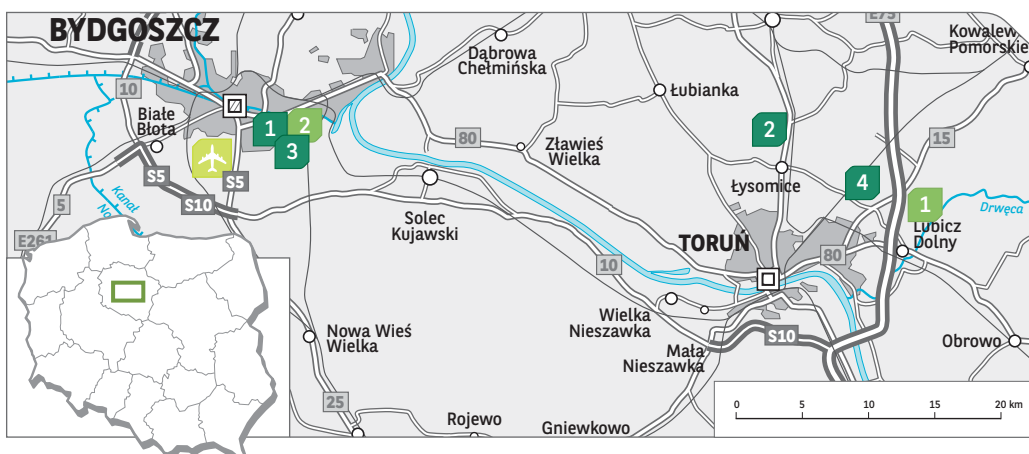 BYDGOSZCZ
E75
Kowalew
Pomorskie
Dąbrowa
Chełmińska
10
Łubianka
Białe
Błota
1
2
3
2
15
80
Zławieś
Wielka
S5
S5
Łysomice
4
S10
5
Kanał
No
Solec
Kujawski
1
Drwęca
E261
TORUŃ
Lubicz
Dolny
80
10
Wielka
Nieszawka
Nowa Wieś
Wielka
S10
Obrowo
Mała
Nieszawka
25
0 5 10 15 20 km
Rojewo
Gniewkowo